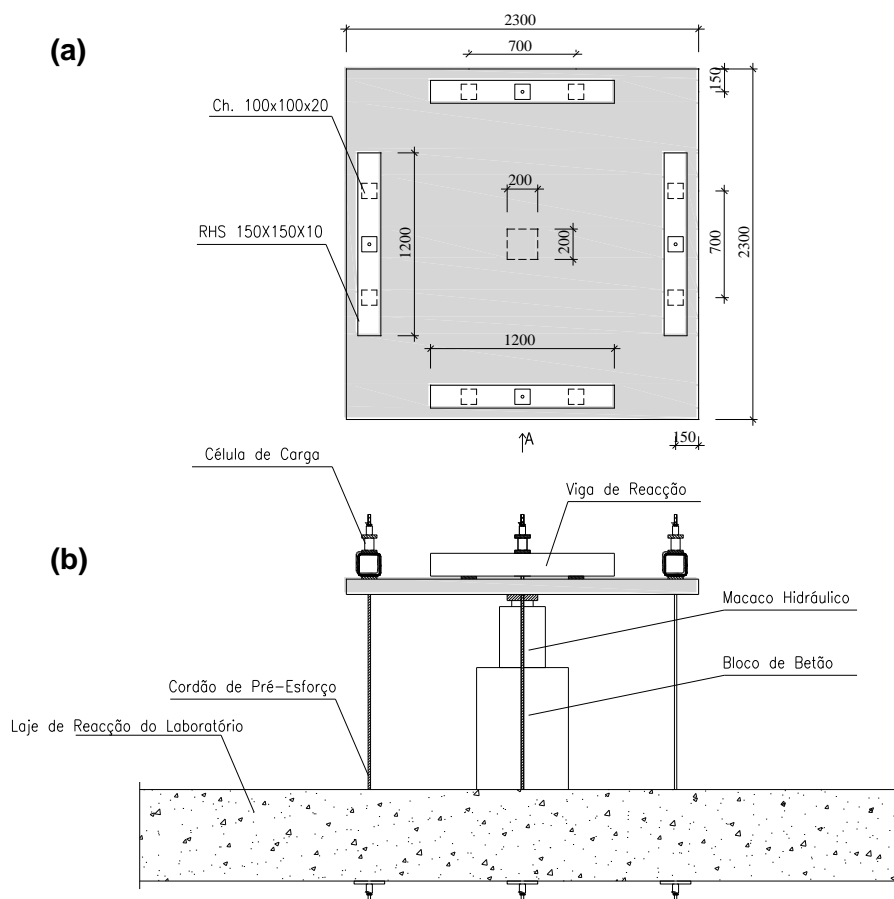 (a)
2300
700
150
Ch. 100x100x20
200
200
700
2300
RHS 150X150X10
1200
1200
A
150
Célula de Carga
Viga de Reacção
(b)
Macaco Hidráulico
Bloco de Betão
Cordão de Pré-Esforço
Laje de Reacção do Laboratório